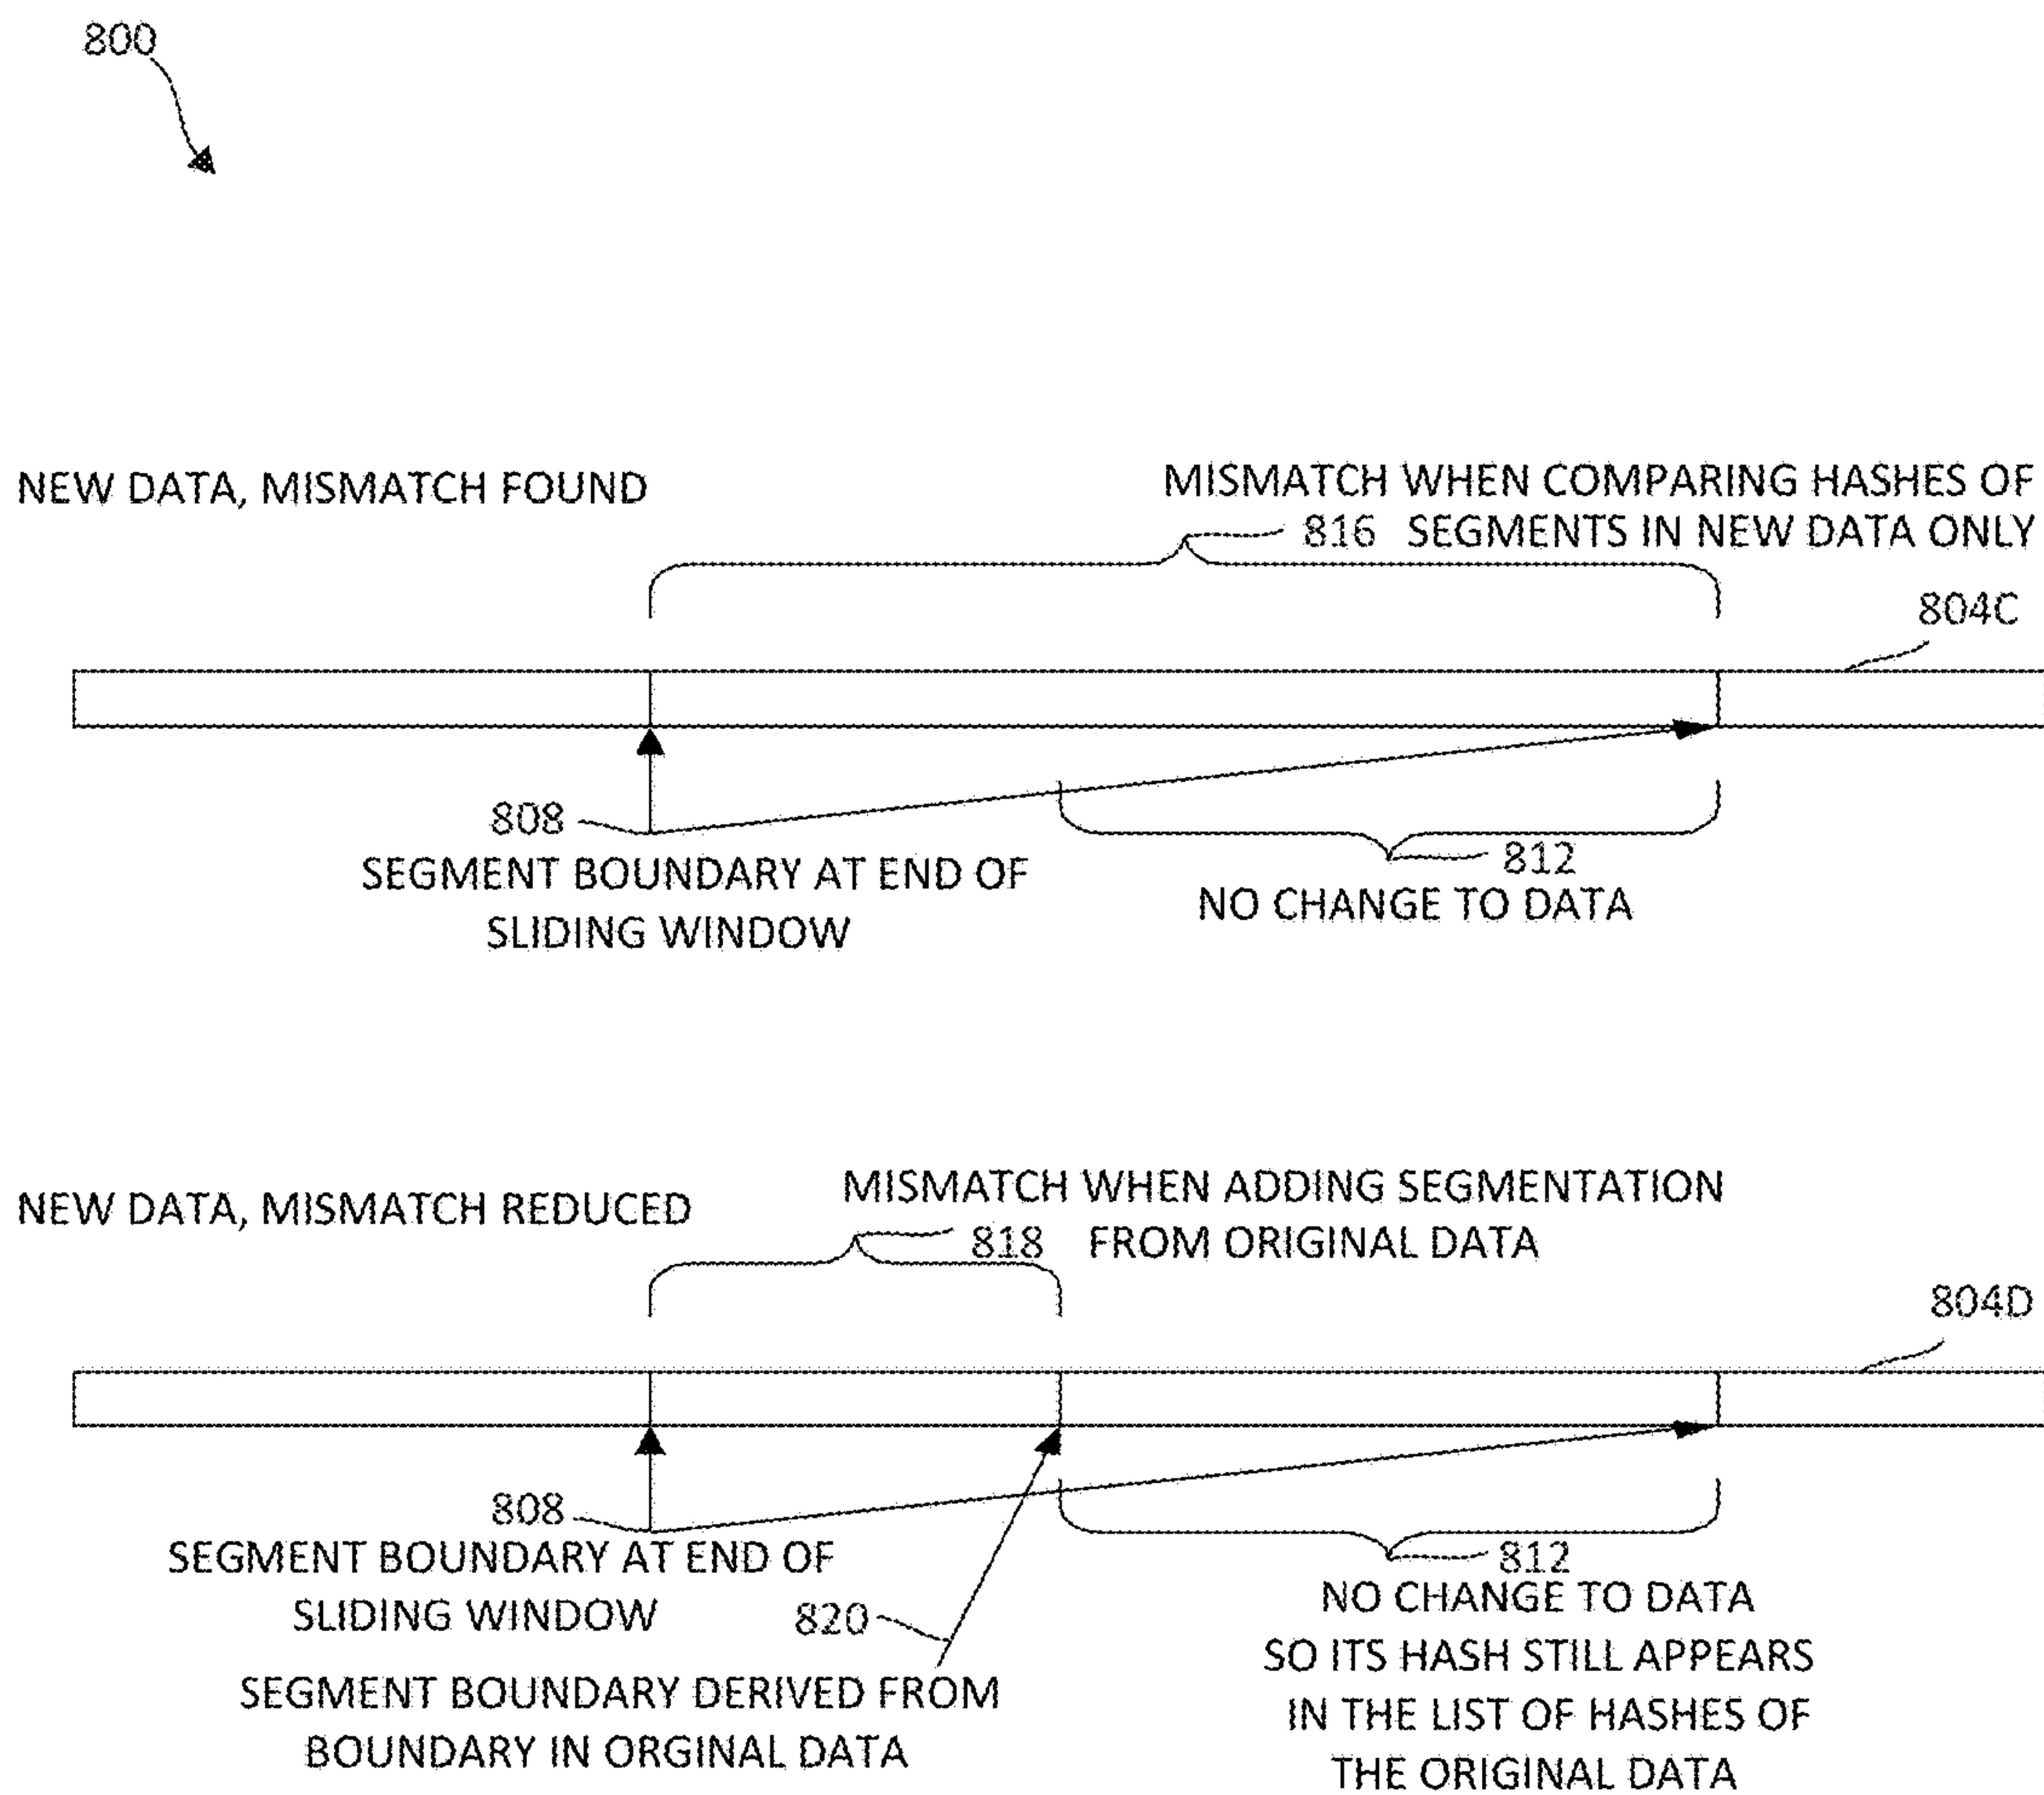 800
NEW DATA, MISMATCH FOUND
MISMATCH WHEN COMPARING HASHES OF
816 SEGMENTS IN NEW DATA ONLY
804C
808
SEGMENT BOUNDARY AT END OF
SLIDING WINDOW
812
NO CHANGE TO DATA
NEW DATA, MISMATCH REDUCED
MISMATCH WHEN ADDING SEGMENTATION
818 FROM ORIGINAL DATA
804D
808
SEGMENT BOUNDARY AT END OF
SLIDING WINDOW
820
SEGMENT BOUNDARY DERIVED FROM
BOUNDARY IN ORGINAL DATA
812
NO CHANGE TO DATA
SO ITS HASH STILL APPEARS
IN THE LIST OF HASHES OF
THE ORIGINAL DATA